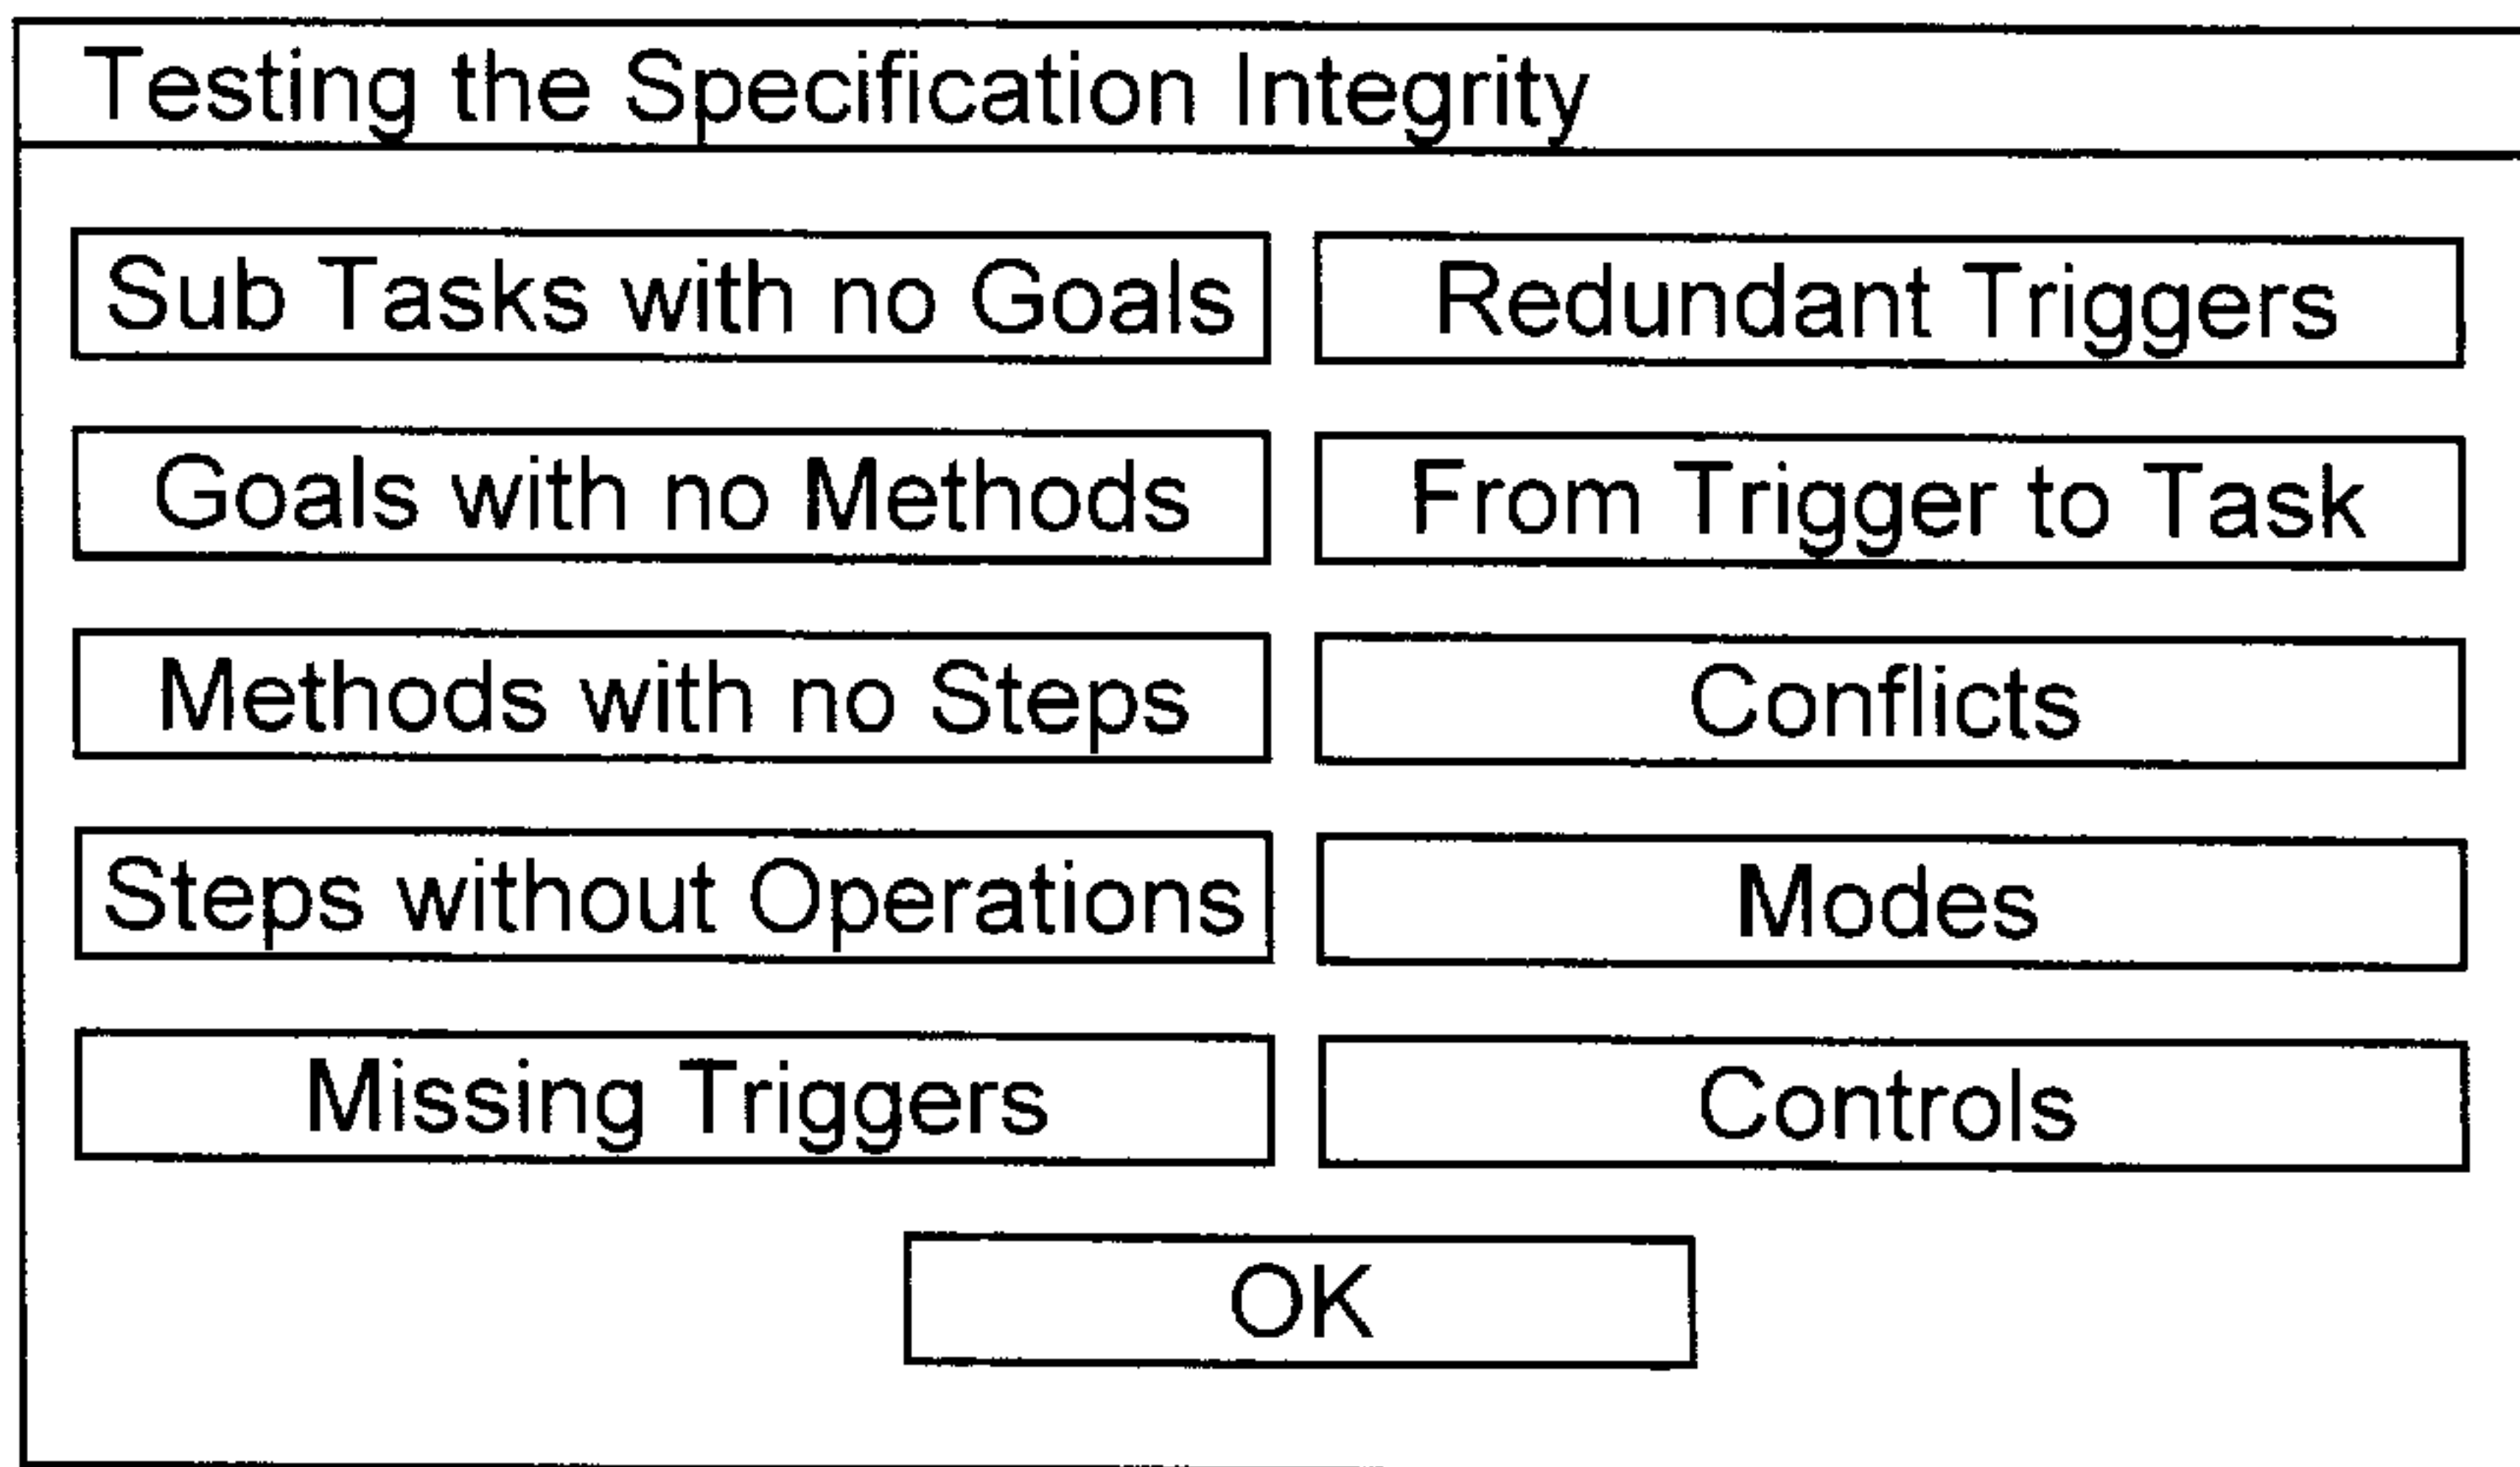 Testing the Specification Integrity
Sub Tasks with no Goals
Redundant Triggers
Goals with no Methods
From Trigger to Task
Methods with no Steps
Conflicts
Steps without Operations
Modes
Missing Triggers
Controls
OK